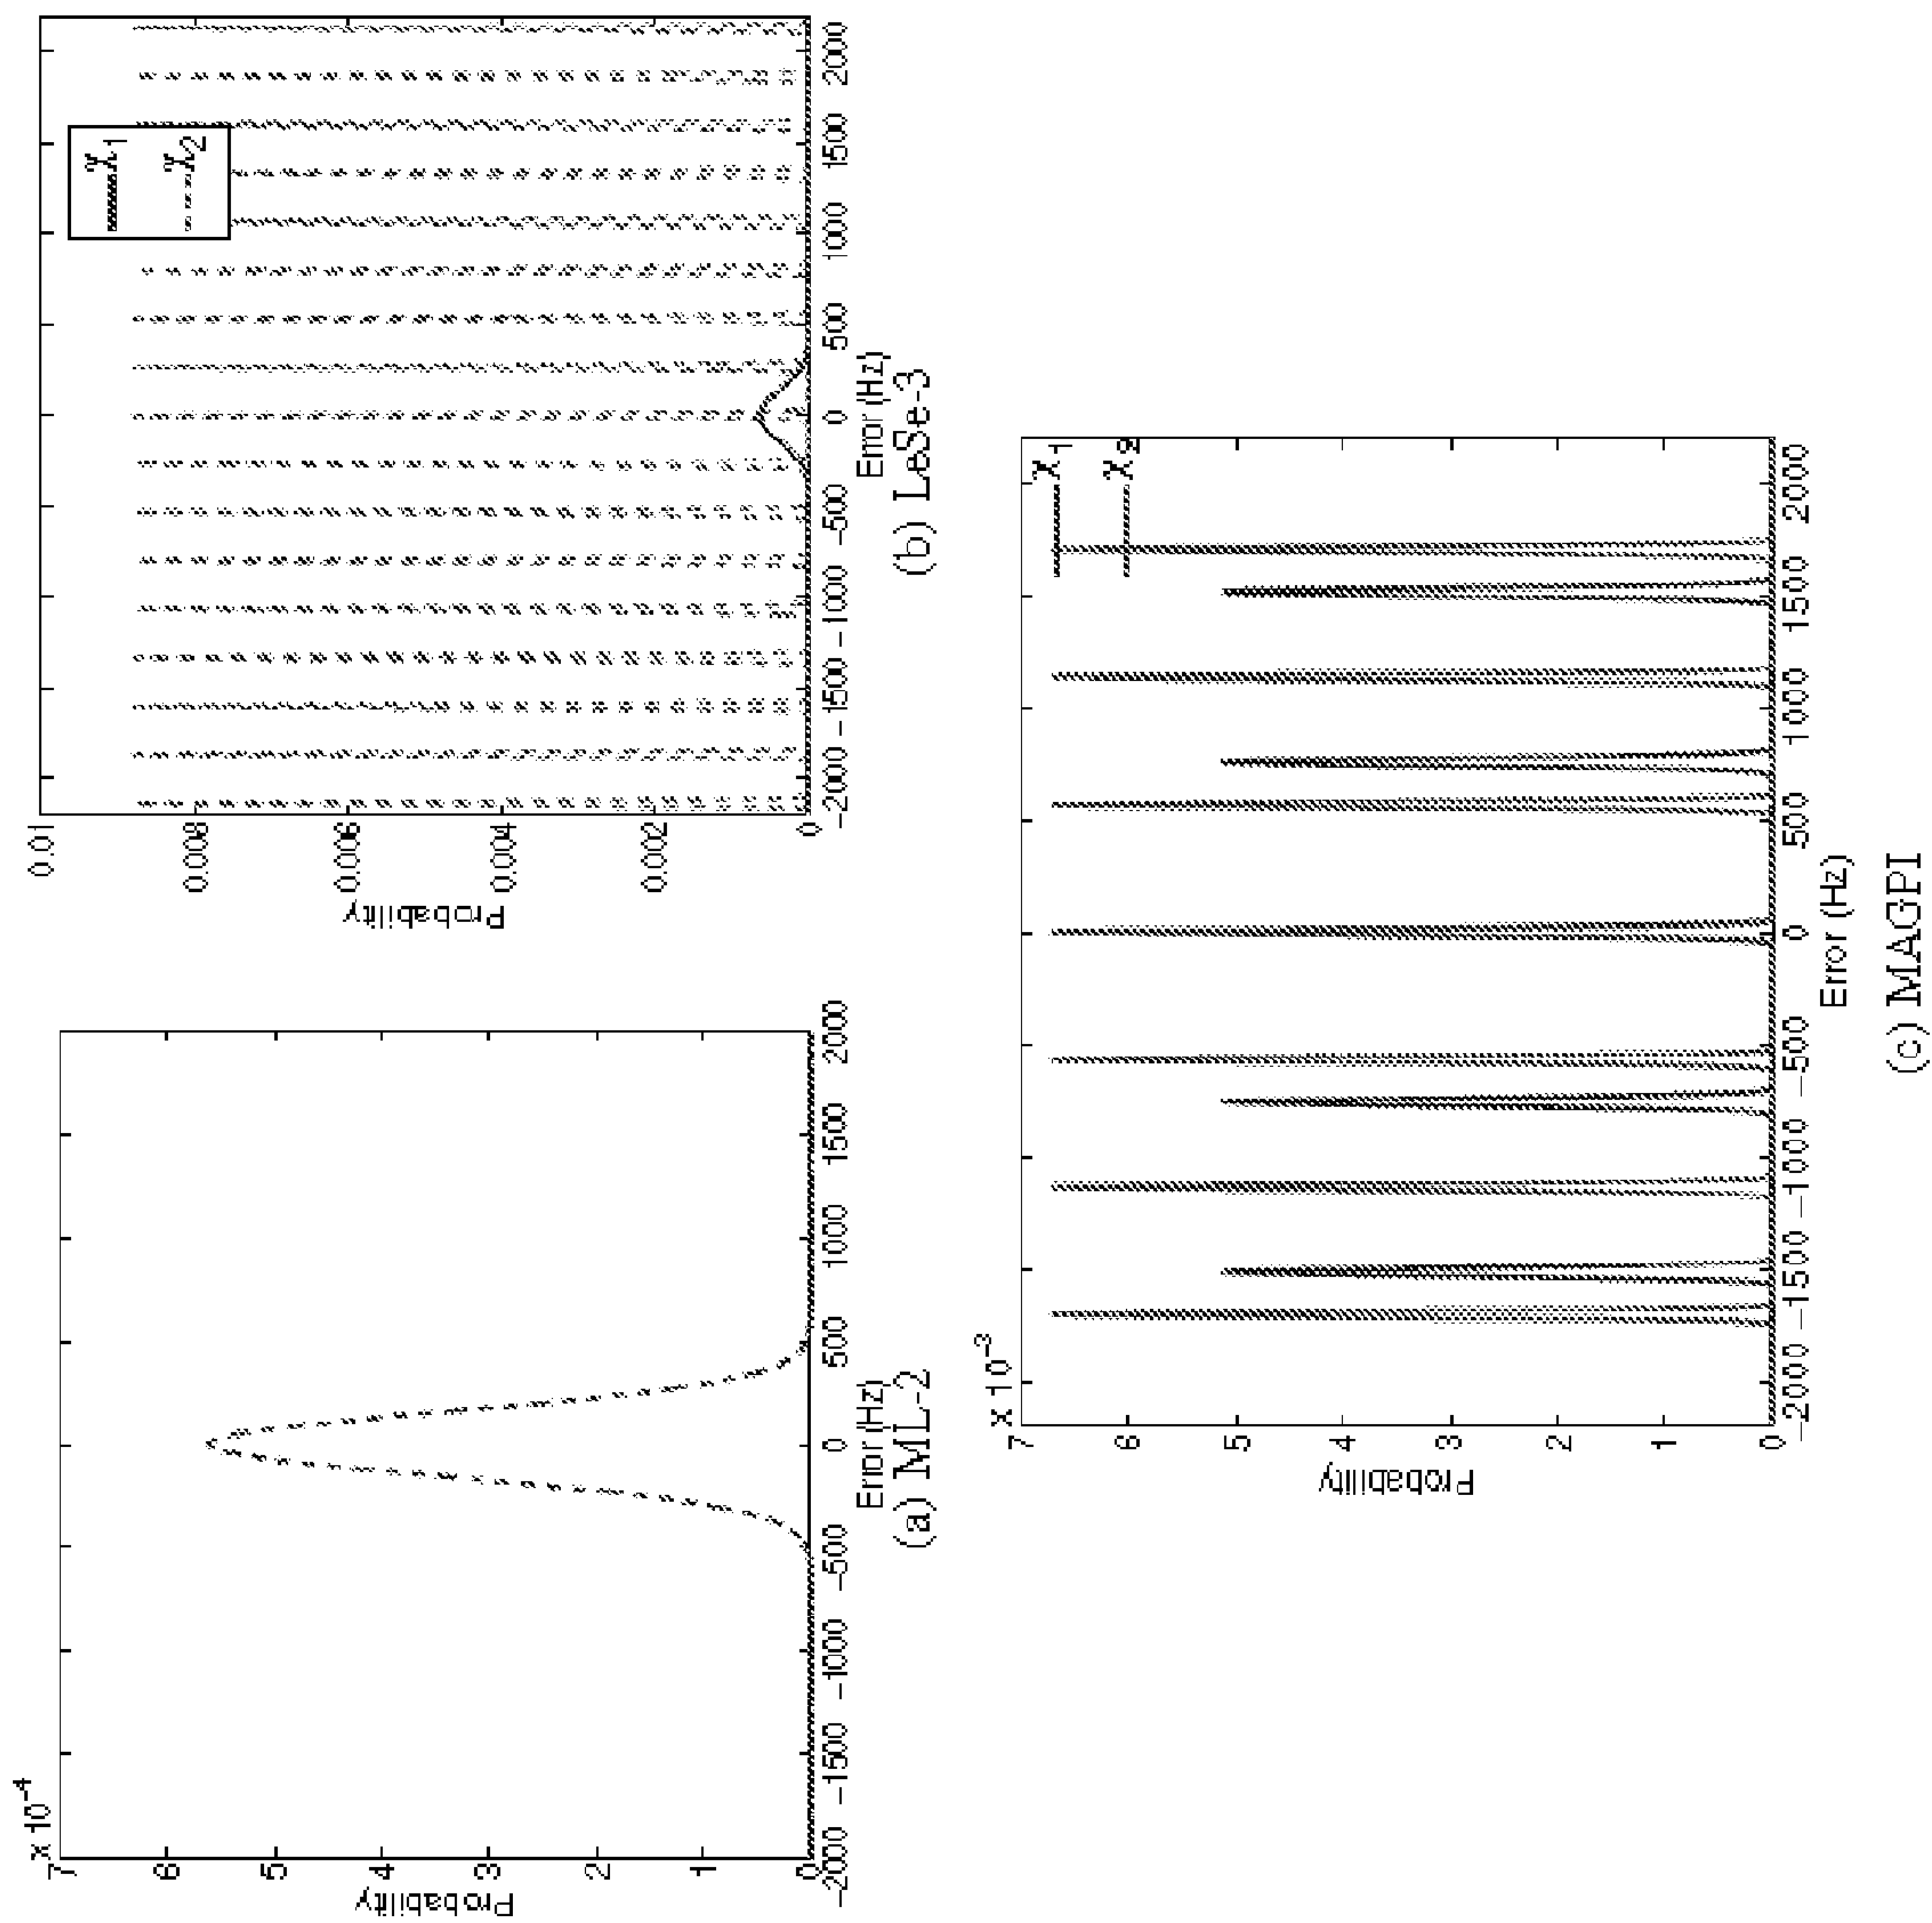 x 10⁻⁴
7
6
5
4
3
2
1
0
Probability
-2000 -1500 -1000 -500 0 500 1000 1500 2000
Error (Hz)
(a) ML-2
0.01
0.008
0.006
0.004
0.002
0
Probability
χ₁
χ₂
-2000 -1500 -1000 -500 0 500 1000 1500 2000
Error (Hz)
(b) LeSe-3
x 10⁻³
7
6
5
4
3
2
1
0
Probability
χ₁
χ₂
-2000 -1500 -1000 -500 0 500 1000 1500 2000
Error (Hz)
(c) MAGPI